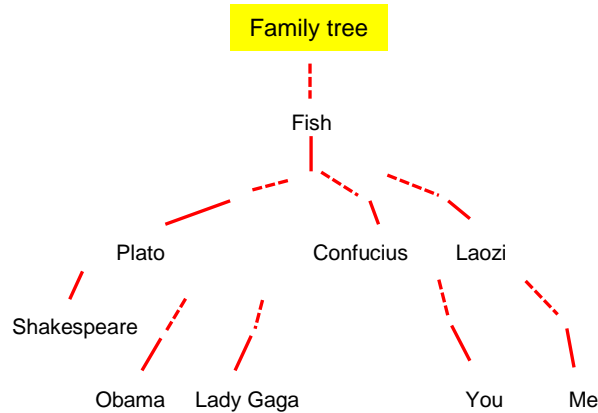 Family tree
Fish
Plato Confucius Laozi
Shakespeare
Obama Lady Gaga You Me